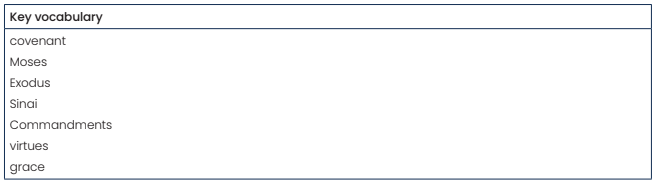 Key vocabulary
covenant
Moses
Exodus
Sinai
Commandments
virtues
grace